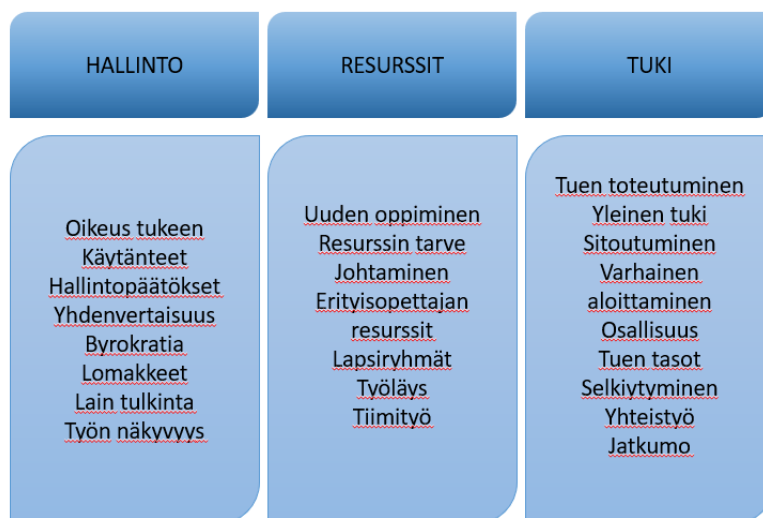 HALLINTO
Oikeus tukeen
Käytänteet
Hallintopäätökset
Yhdenvertaisuus
Byrokratia
Lomakkeet
Lain tulkinta
Työn näkyvyys
RESURSSIT
Uuden oppiminen
Resurssin tarve
Johtaminen
Erityisopettajan
resurssit
Lapsiryhmät
Työläys
Tiimityö
TUKI
Tuen toteutuminen
Yleinen tuki
Sitoutuminen
Varhainen
aloittaminen
Osallisuus
Tuen tasot
Selkiytyminen
Yhteistyö
Jatkumo